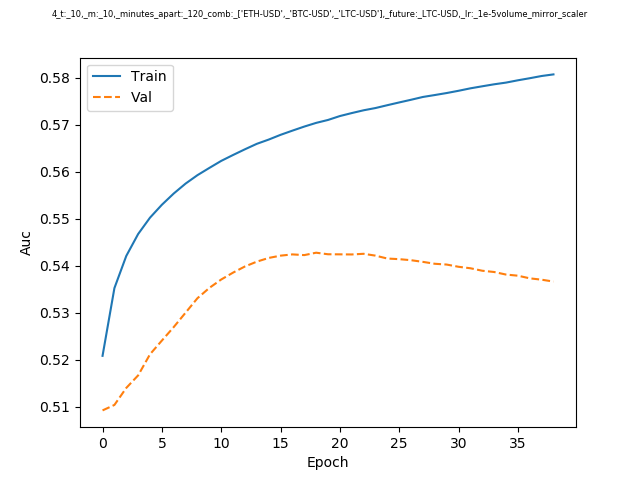 4_t:_10,_m:_10,_minutes_apart:_120_comb:_['ETH-USD',_'BTC-USD',_'LTC-USD'],_future:_LTC-USD,_lr:_1e-5volume_mirror_scaler
Train
Val
0.58
0.57
0.56
0.55
0.54
0.53
0.52
0.51
Auc
0 5 10 15 20 25 30 35
Epoch